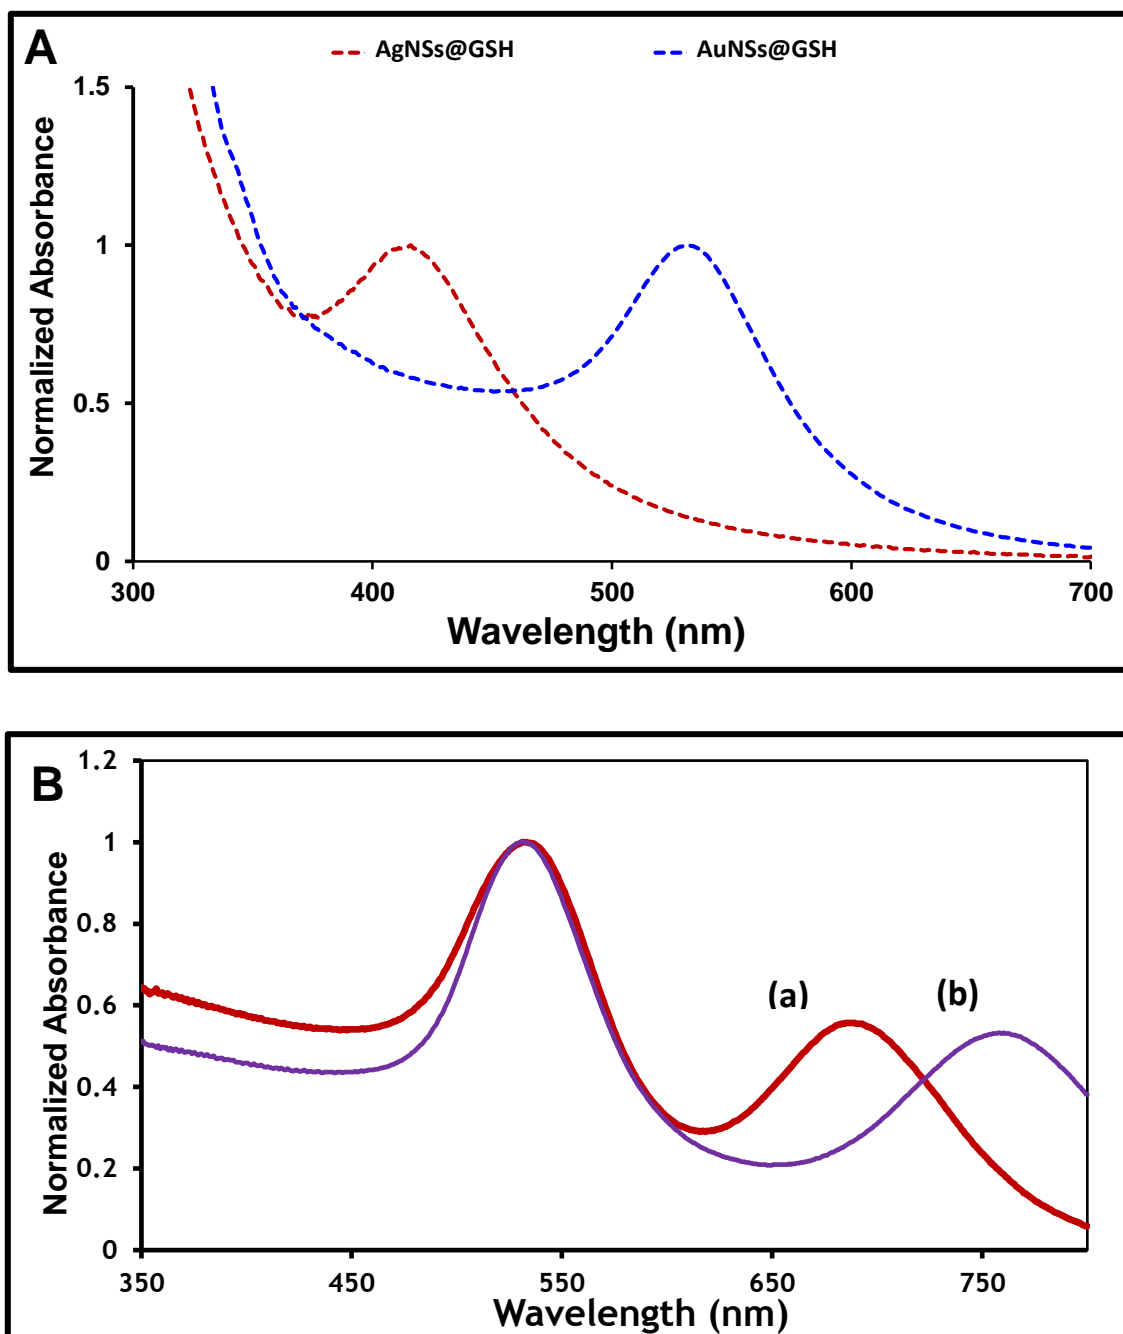 A
AgNSs@GSH AuNSs@GSH
Normalized Absorbance
1.5
1
0.5
0
300 400 500 600 700
Wavelength (nm)
B
Normalized Absorbance
1.2
1
0.8
0.6
0.4
0.2
0
(a) (b)
350 450 550 650 750
Wavelength (nm)